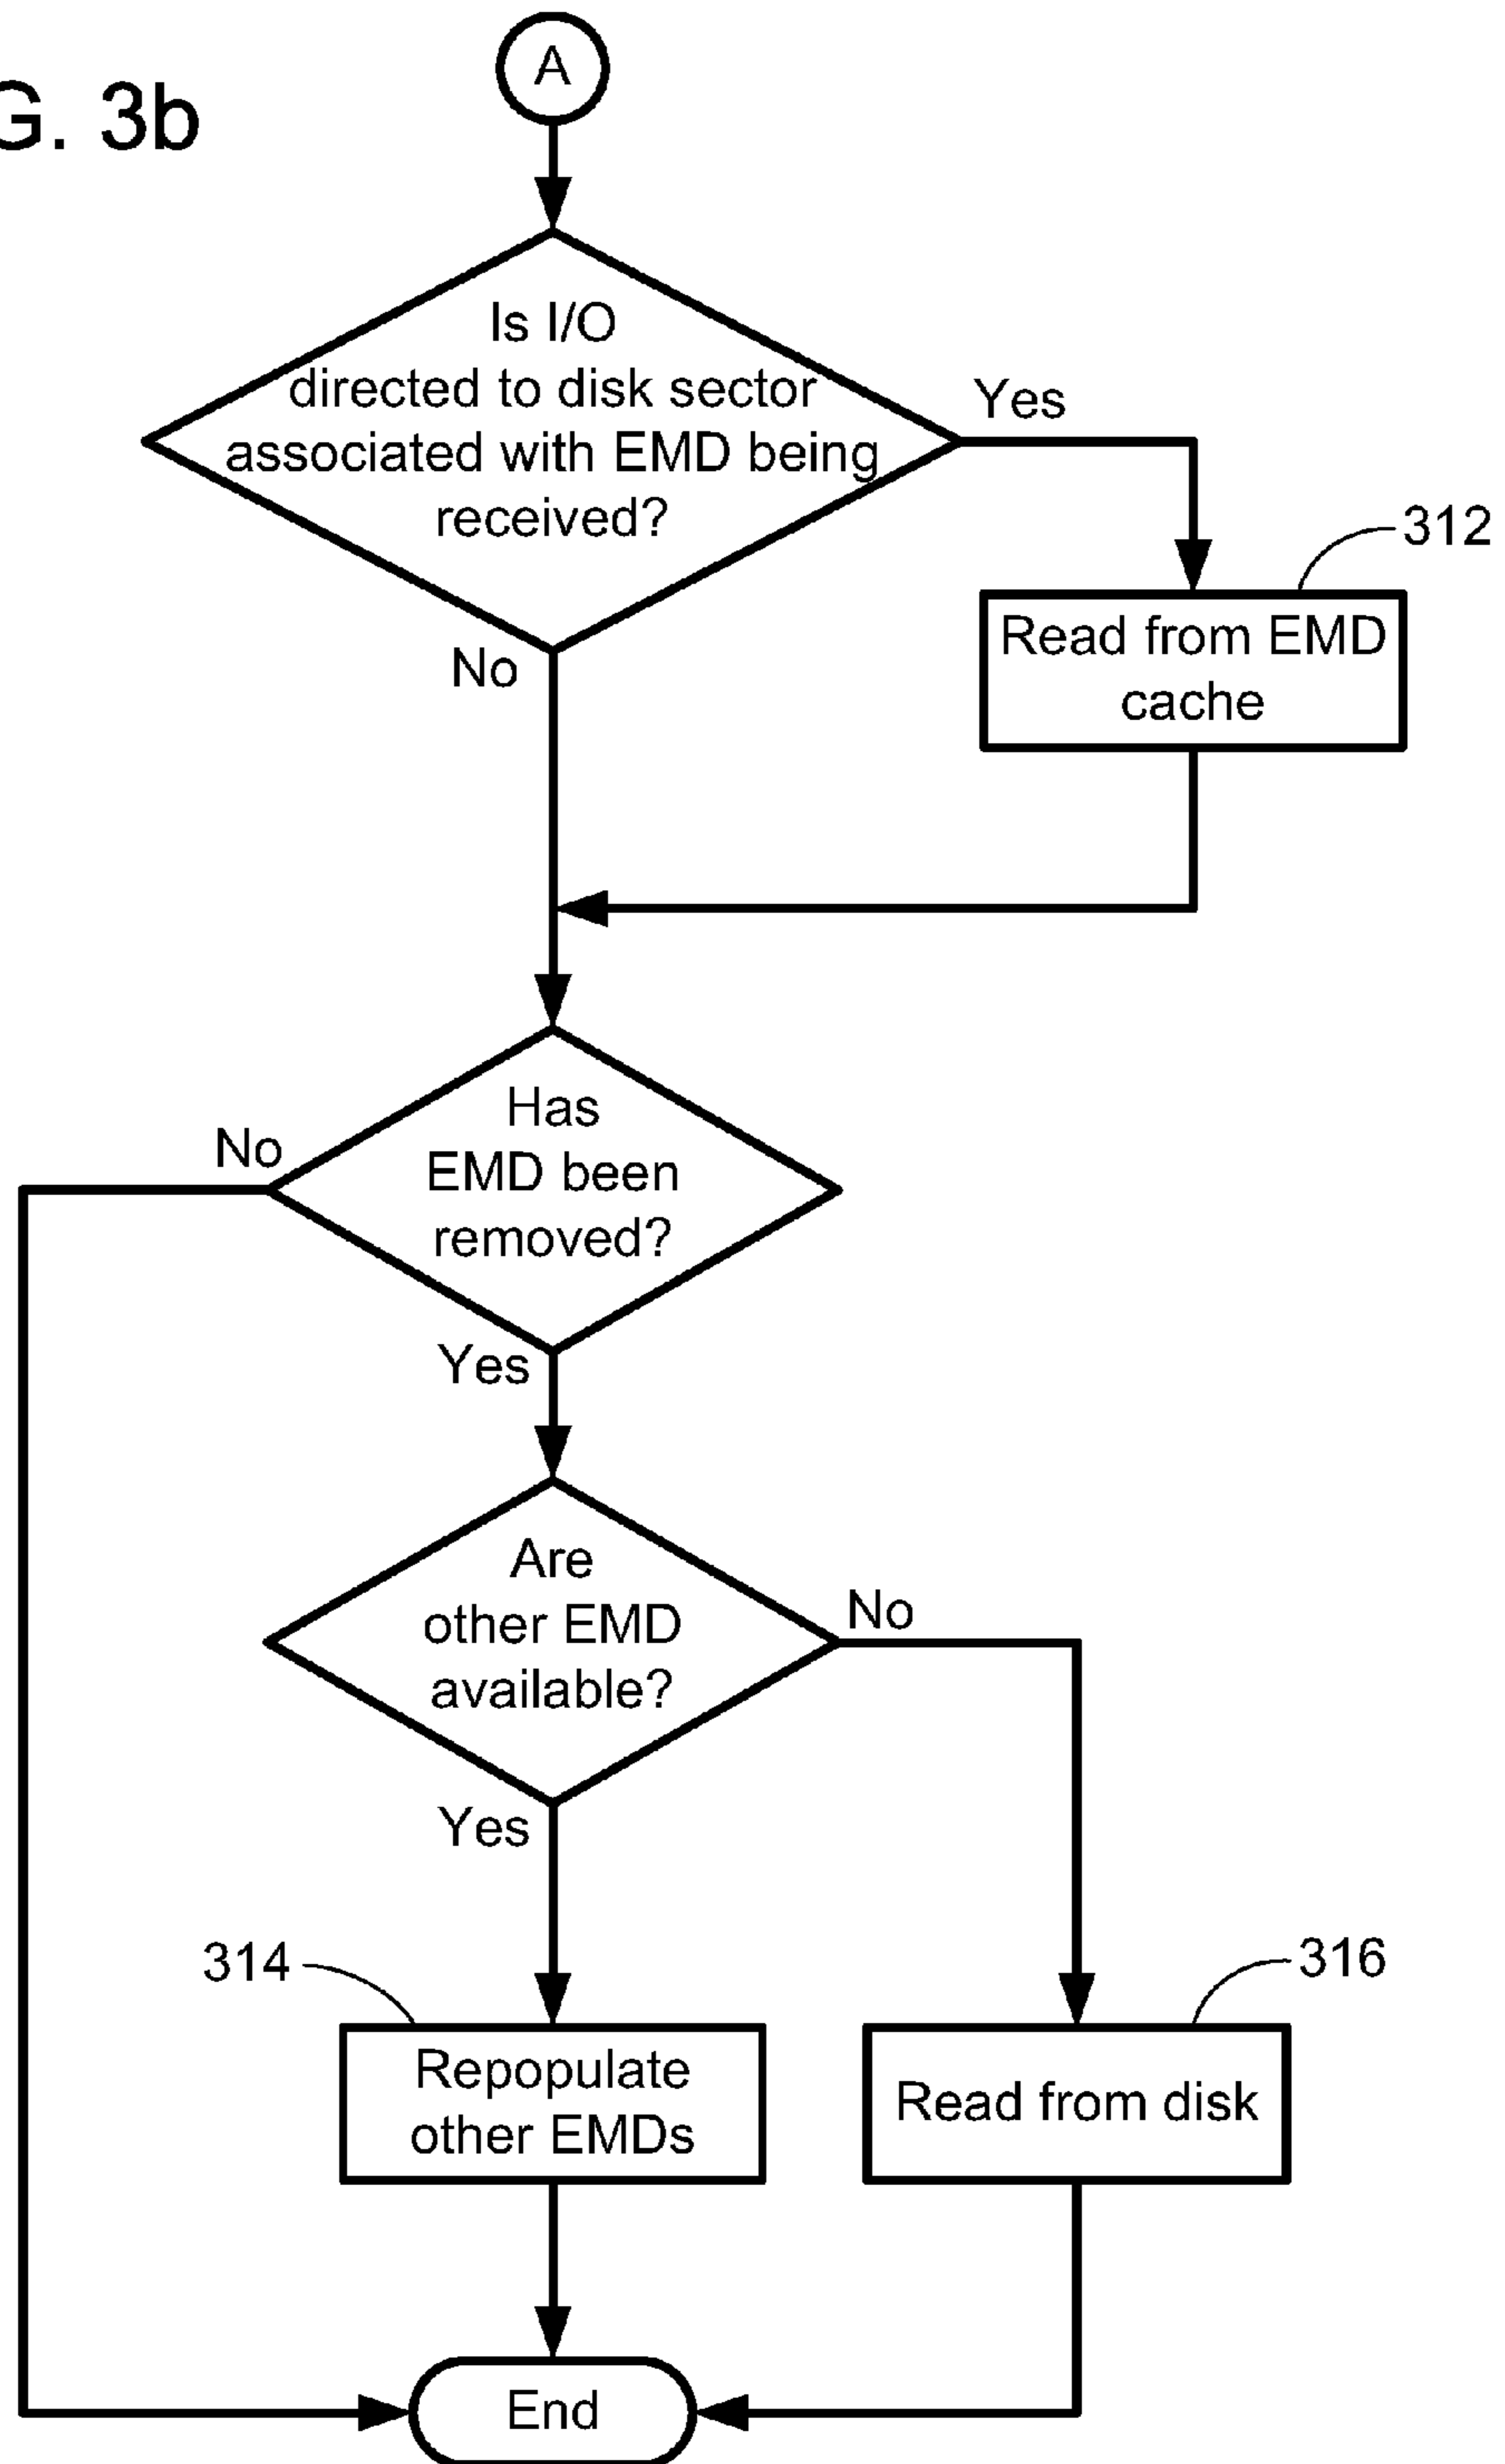 G. 3b
A
Is I/O
directed to disk sector
associated with EMD being
received?
Yes
312
Read from EMD
cache
No
Has
EMD been
removed?
No
Yes
Are
other EMD
available?
No
Yes
314
316
Repopulate
other EMDs
Read from disk
End